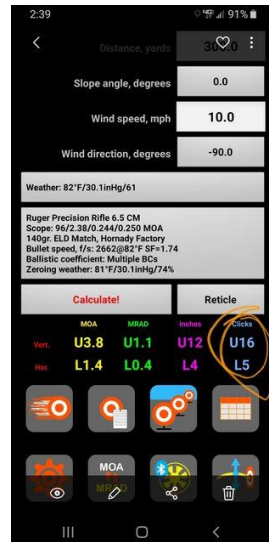 2:39 91%
Distance, yards 300.0
Slope angle, degrees 0.0
Wind speed, mph 10.0
Wind direction, degrees -90.0
Weather: 82°F/30.1inHg/61
Ruger Precision Rifle 6.5 CM
Scope: 96/2.38/0.244/0.250 MOA
140gr. ELD Match, Hornady Factory
Bullet speed, f/s: 2662@82°F SF=1.74
Ballistic coefficient: Multiple BCs
Zeroing weather: 81°F/30.1inHg/74%
Calculate! Reticle
MOA MRAD inches Clicks
Vert. U3.8 U1.1 U12 U16
Hor. L1.4 L0.4 L4 L5
MOA
MRAD